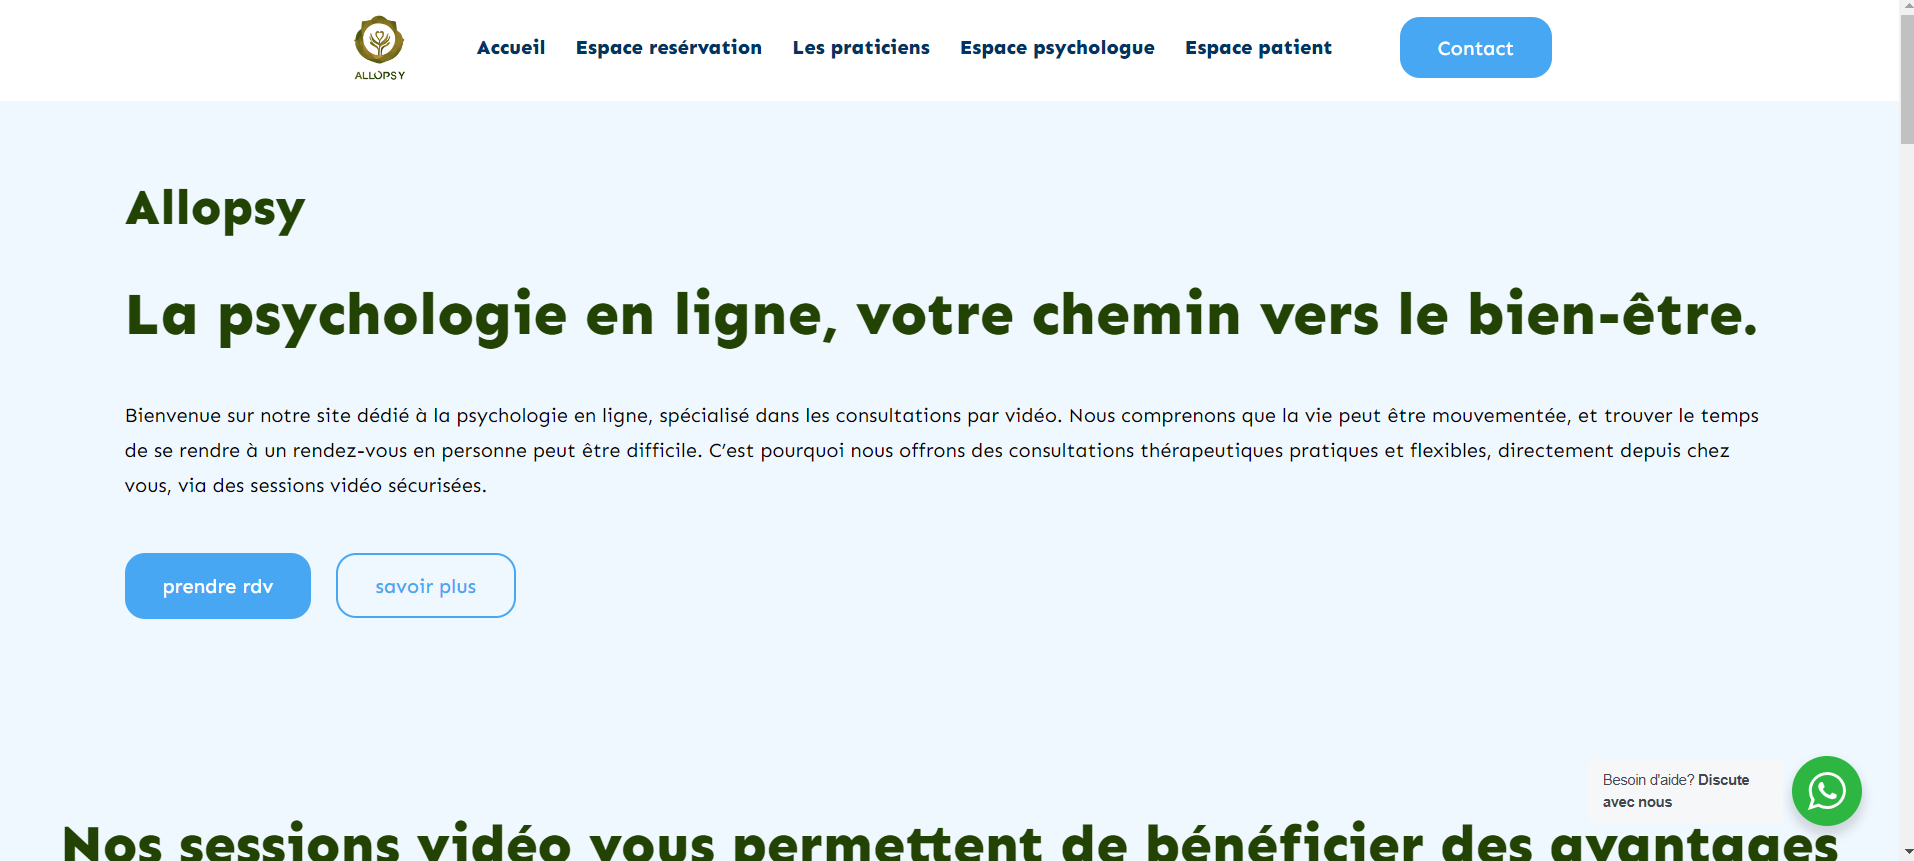 ALLOPSY
Accueil
Espace resérvation
Les praticiens
Espace psychologue
Espace patient
Contact
Allopsy
La psychologie en ligne, votre chemin vers le bien-être.
Bienvenue sur notre site dédié à la psychologie en ligne, spécialisé dans les consultations par vidéo. Nous comprenons que la vie peut être mouvementée, et trouver le temps
de se rendre à un rendez-vous en personne peut être difficile. C’est pourquoi nous offrons des consultations thérapeutiques pratiques et flexibles, directement depuis chez
vous, via des sessions vidéo sécurisées.
prendre rdv
savoir plus
Besoin d'aide? Discute
avec nous
Nos sessions vidéo vous permettent de bénéficier des avantages